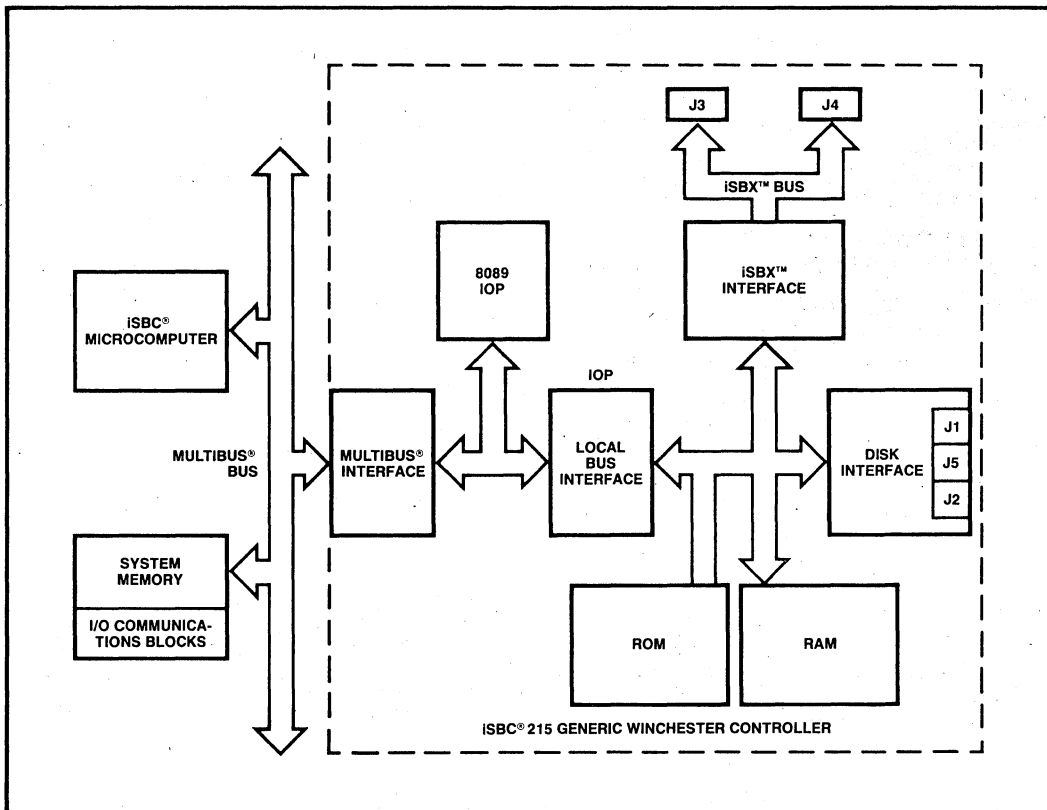 J3
J4
iSBX™ BUS
8089
IOP
iSBX™
INTERFACE
iSBC®
MICROCOMPUTER
IOP
MULTIBUS®
BUS
MULTIBUS®
INTERFACE
LOCAL
BUS
INTERFACE
DISK
INTERFACE
J1
J5
J2
SYSTEM
MEMORY
I/O COMMUNICA-
TIONS BLOCKS
ROM
RAM
iSBC® 215 GENERIC WINCHESTER CONTROLLER